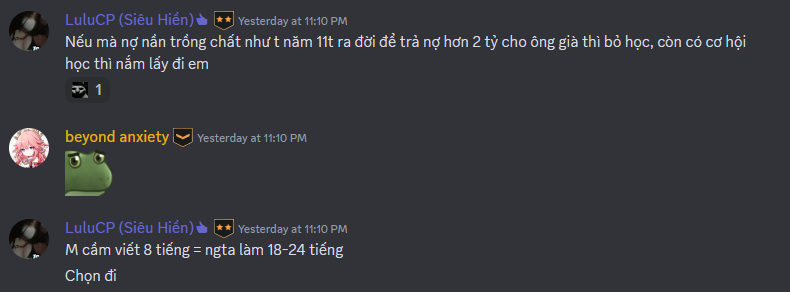 LuluCP (Siêu Hiền) Yesterday at 11:10 PM
Nếu mà nợ nần trồng chất như t năm 11t ra đời để trả nợ hơn 2 tỷ cho ông già thì bỏ học, còn có cơ hội
học thì nắm lấy đi em
1
beyond anxiety Yesterday at 11:10 PM
LuluCP (Siêu Hiền) Yesterday at 11:10 PM
M cầm viết 8 tiếng = ngta làm 18-24 tiếng
Chọn đi